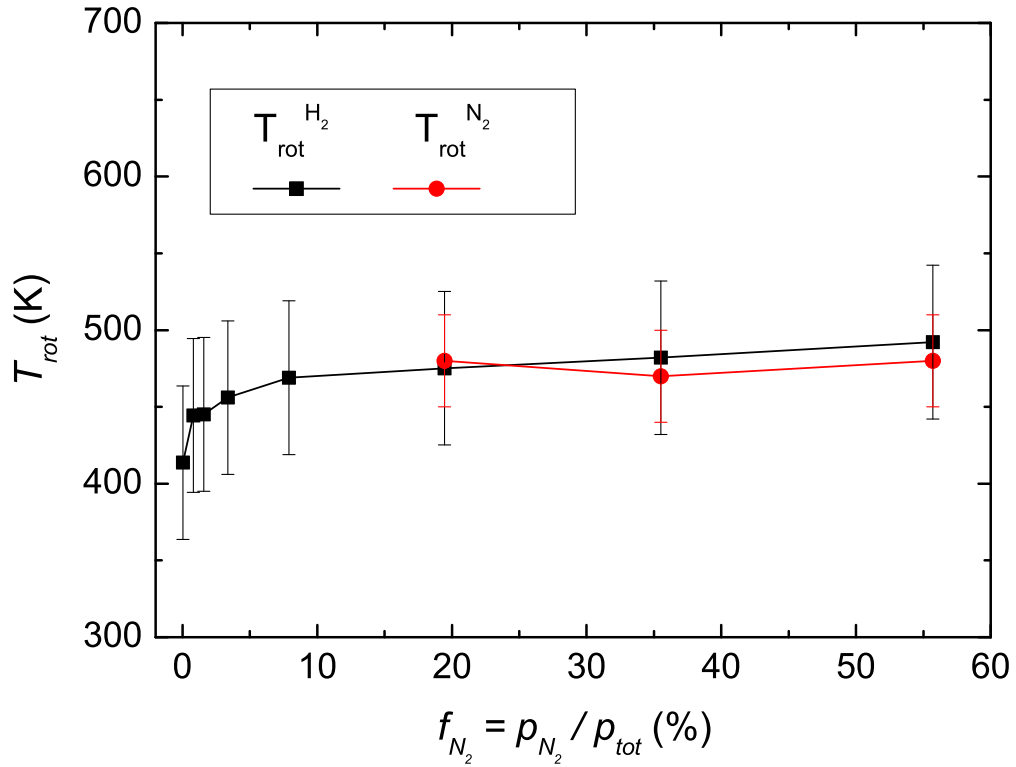 700
600
500
400
300
T_rot^H₂ T_rot^N₂
T_rot (K)
0 10 20 30 40 50 60
f_N₂ = p_N₂ / p_tot (%)